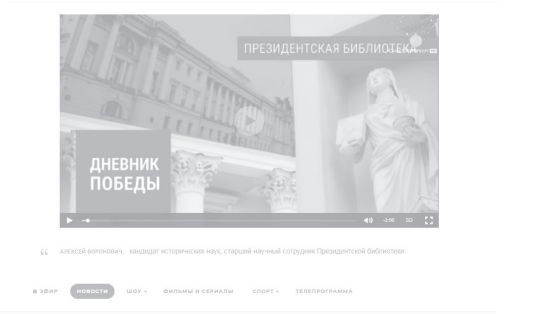 ПРЕЗИДЕНТСКАЯ БИБЛИОТЕКА
ДНЕВНИК
ПОБЕДЫ
-2:00 SD
“ АЛЕКСЕЙ ВОРОНОВИЧ, кандидат исторических наук, старший научный сотрудник Президентской библиотеки:
В ЭФИР НОВОСТИ ШОУ ФИЛЬМЫ И СЕРИАЛЫ СПОРТ ТЕЛЕПРОГРАММА